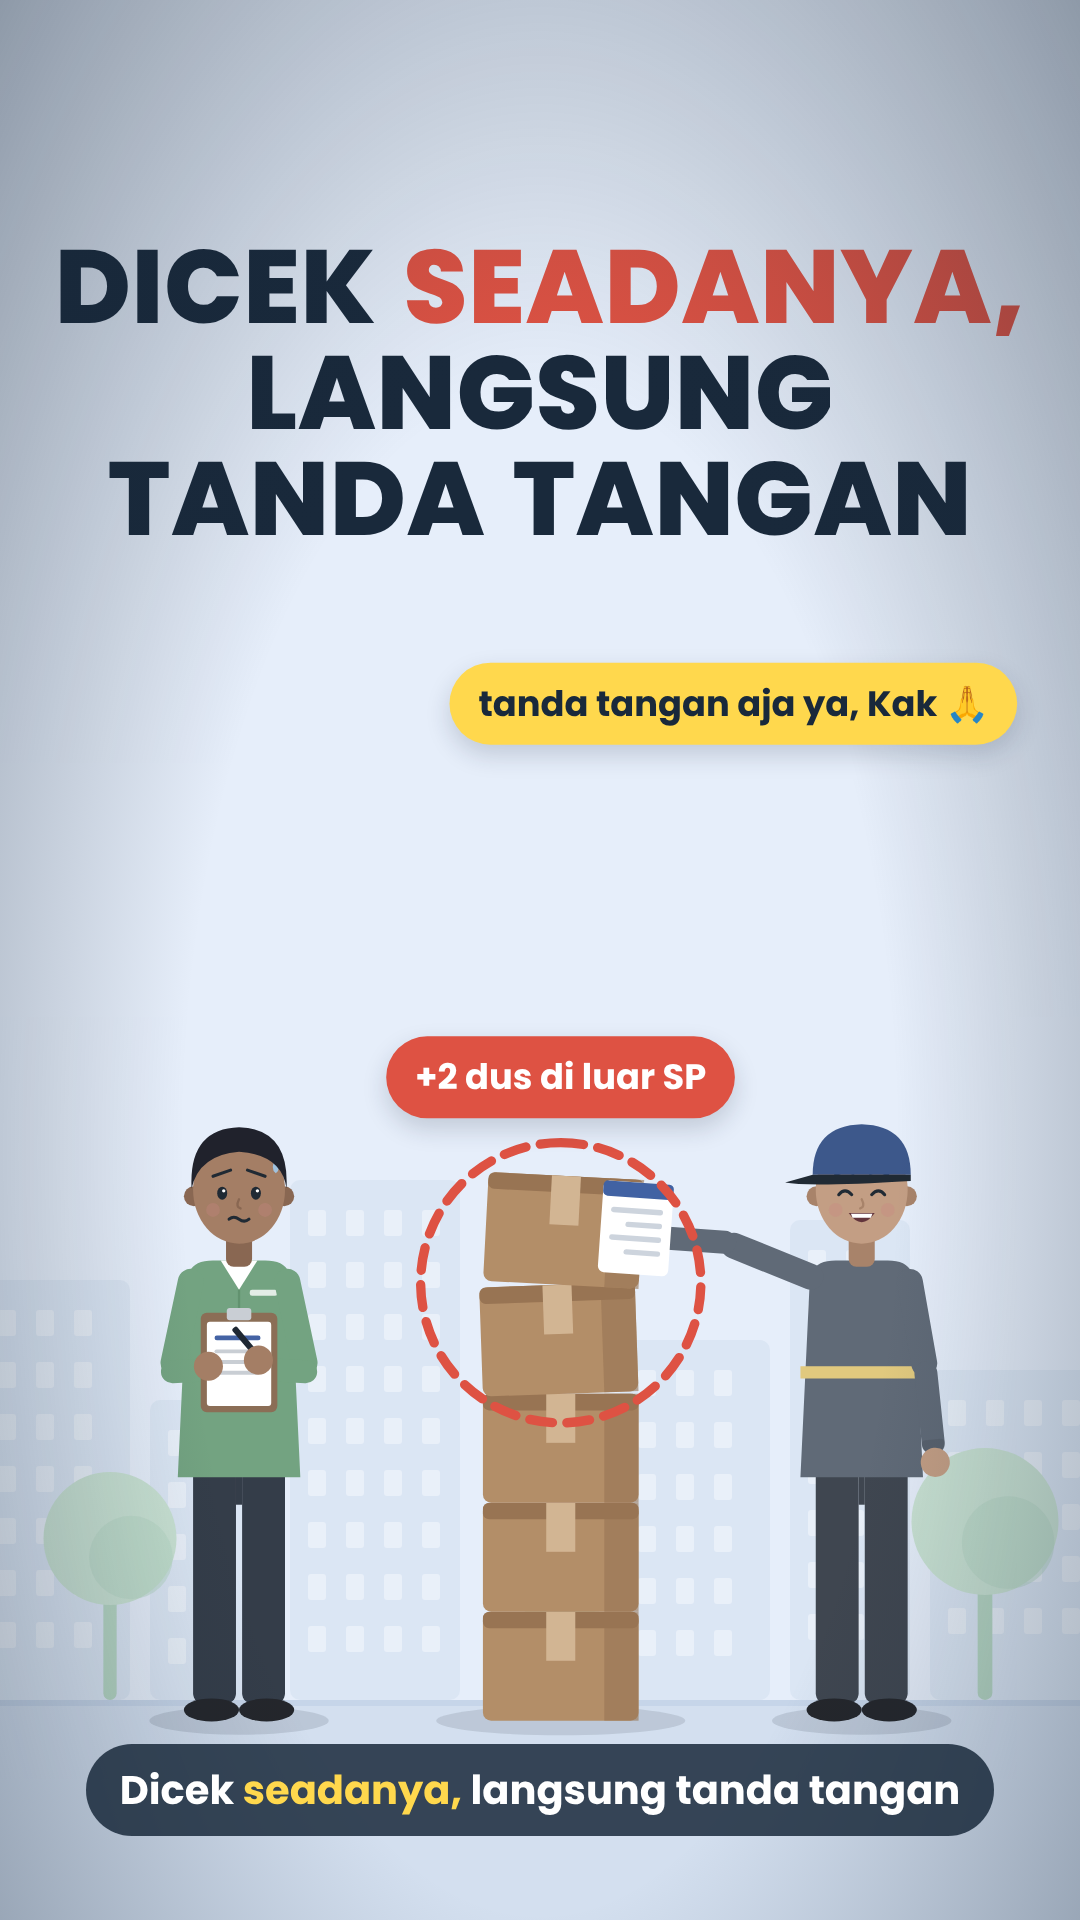 DICEK SEADANYA,
LANGSUNG
TANDA TANGAN
tanda tangan aja ya, Kak 🙏
+2 dus di luar SP
Dicek seadanya, langsung tanda tangan